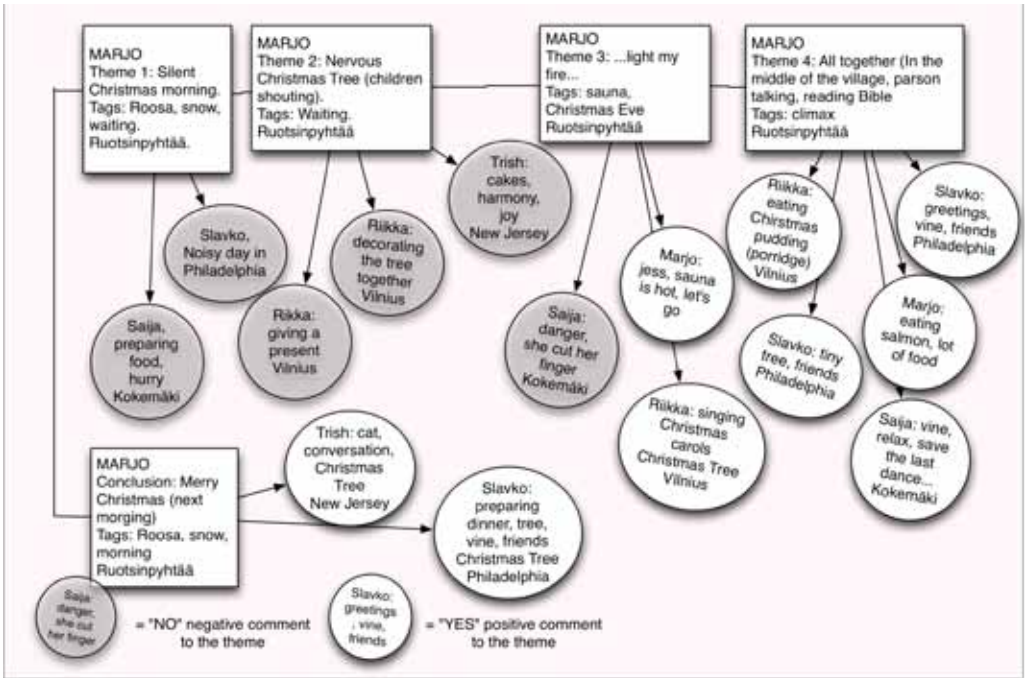 MARJO
Theme 1: Silent
Christmas morning.
Tags: Roosa, snow,
waiting.
Ruotsinpyhtää.
MARJO
Theme 2: Nervous
Christmas Tree (children
shouting).
Tags: Waiting.
Ruotsinpyhtää
MARJO
Theme 3: ...light my
fire...
Tags: sauna,
Christmas Eve
Ruotsinpyhtää
MARJO
Theme 4: All together (In the
middle of the village, parson
talking, reading Bible
Tags: climax
Ruotsinpyhtää
Saija,
preparing
food,
hurry
Kokemäki
Slavko,
Noisy day in
Philadelphia
Rikka:
giving a
present
Vilnius
Riikka:
decorating
the tree
together
Vilnius
Trish:
cakes,
harmony,
joy
New Jersey
Saija:
danger,
she cut her
finger
Kokemäki
Marjo:
jess, sauna
is hot, let's
go
Riikka: singing
Christmas
carols
Christmas Tree
Vilnius
Riikka:
eating
Chirstmas
pudding
(porridge)
Vilnius
Slavko: tiny
tree, friends
Philadelphia
Slavko:
greetings,
vine, friends
Philadelphia
Marjo:
eating
salmon, lot
of food
Saija: vine,
relax, save
the last
dance...
Kokemäki
MARJO
Conclusion: Merry
Christmas (next
morging)
Tags: Roosa, snow,
morning
Ruotsinpyhtää
Trish: cat,
conversation,
Christmas
Tree
New Jersey
Slavko:
preparing
dinner, tree,
vine, friends
Christmas Tree
Philadelphia
Saija:
danger,
she cut
her finger
= "NO" negative comment
to the theme
Slavko:
greetings
, vine,
friends
= "YES" positive comment
to the theme